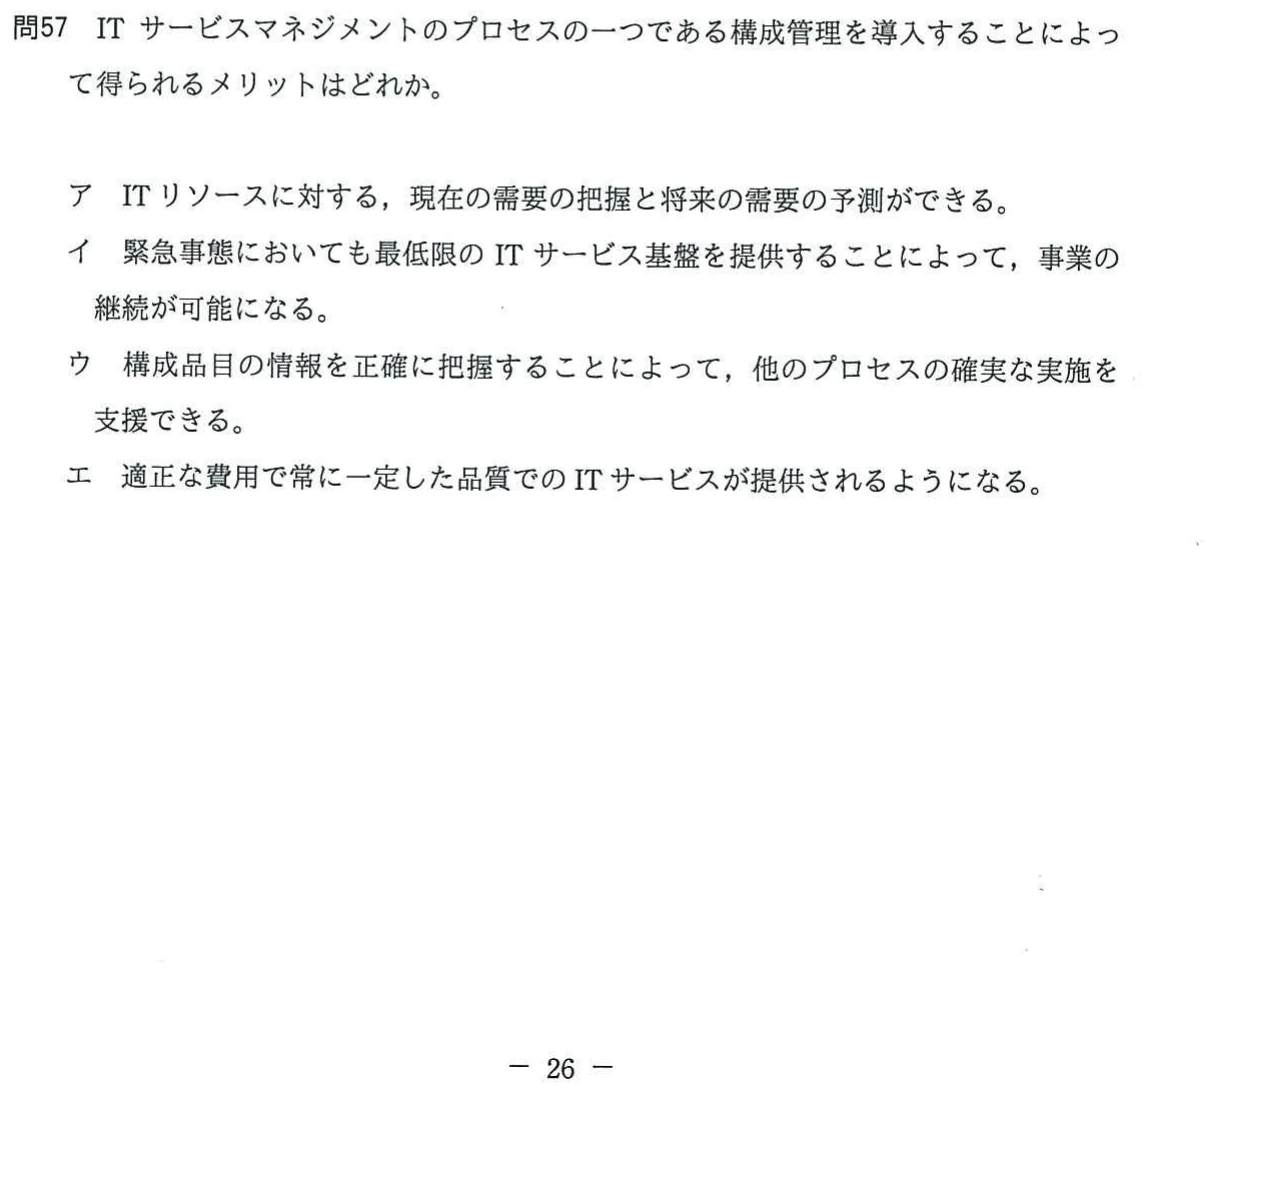 問57 IT サービスマネジメントのプロセスの一つである構成管理を導入することによっ
て得られるメリットはどれか。
ア IT リソースに対する，現在の需要の把握と将来の需要の予測ができる。
イ 緊急事態においても最低限の IT サービス基盤を提供することによって，事業の
継続が可能になる。
ウ 構成品目の情報を正確に把握することによって，他のプロセスの確実な実施を
支援できる。
エ 適正な費用で常に一定した品質での IT サービスが提供されるようになる。
－ 26 －